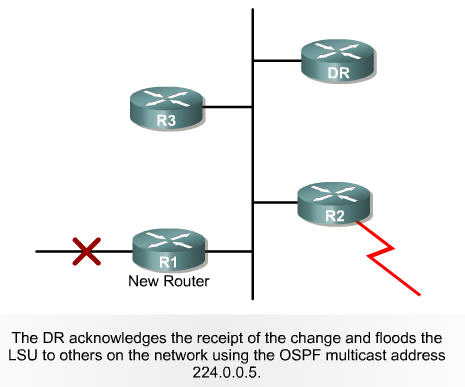 DR
R3
R2
R1
New Router
The DR acknowledges the receipt of the change and floods the
LSU to others on the network using the OSPF multicast address
224.0.0.5.